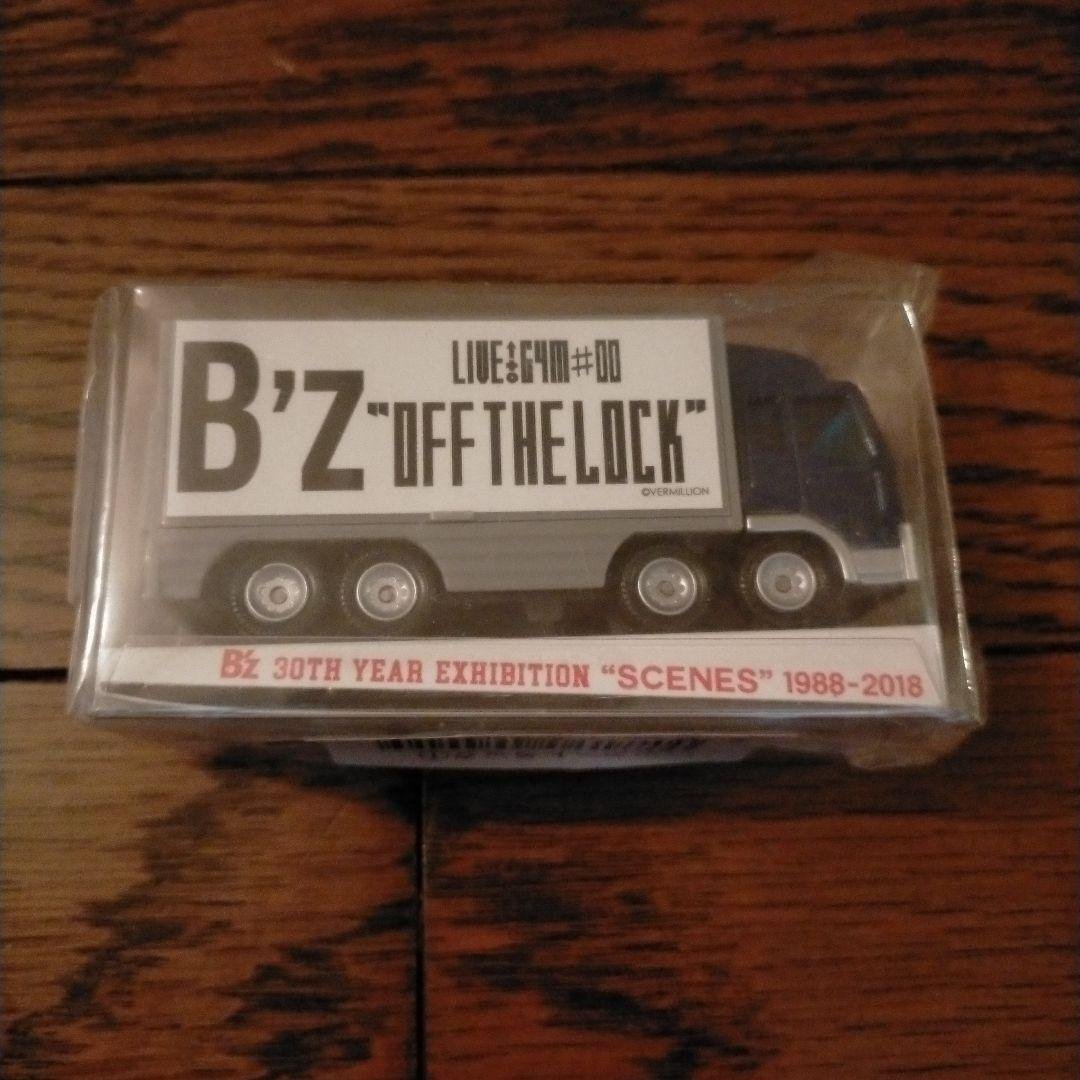 B'z
LIVE GYM#00
"OFF THE LOCK"
©VERMILLION
B'z 30TH YEAR EXHIBITION "SCENES" 1988-2018